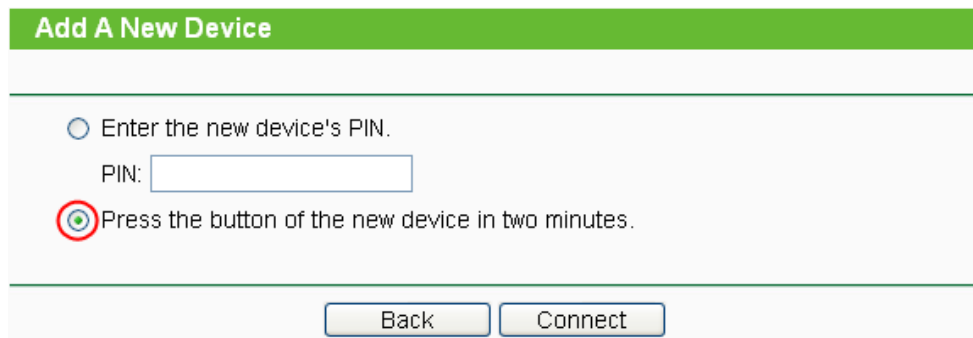 Add A New Device
Enter the new device's PIN.
PIN:
Press the button of the new device in two minutes.
Back Connect